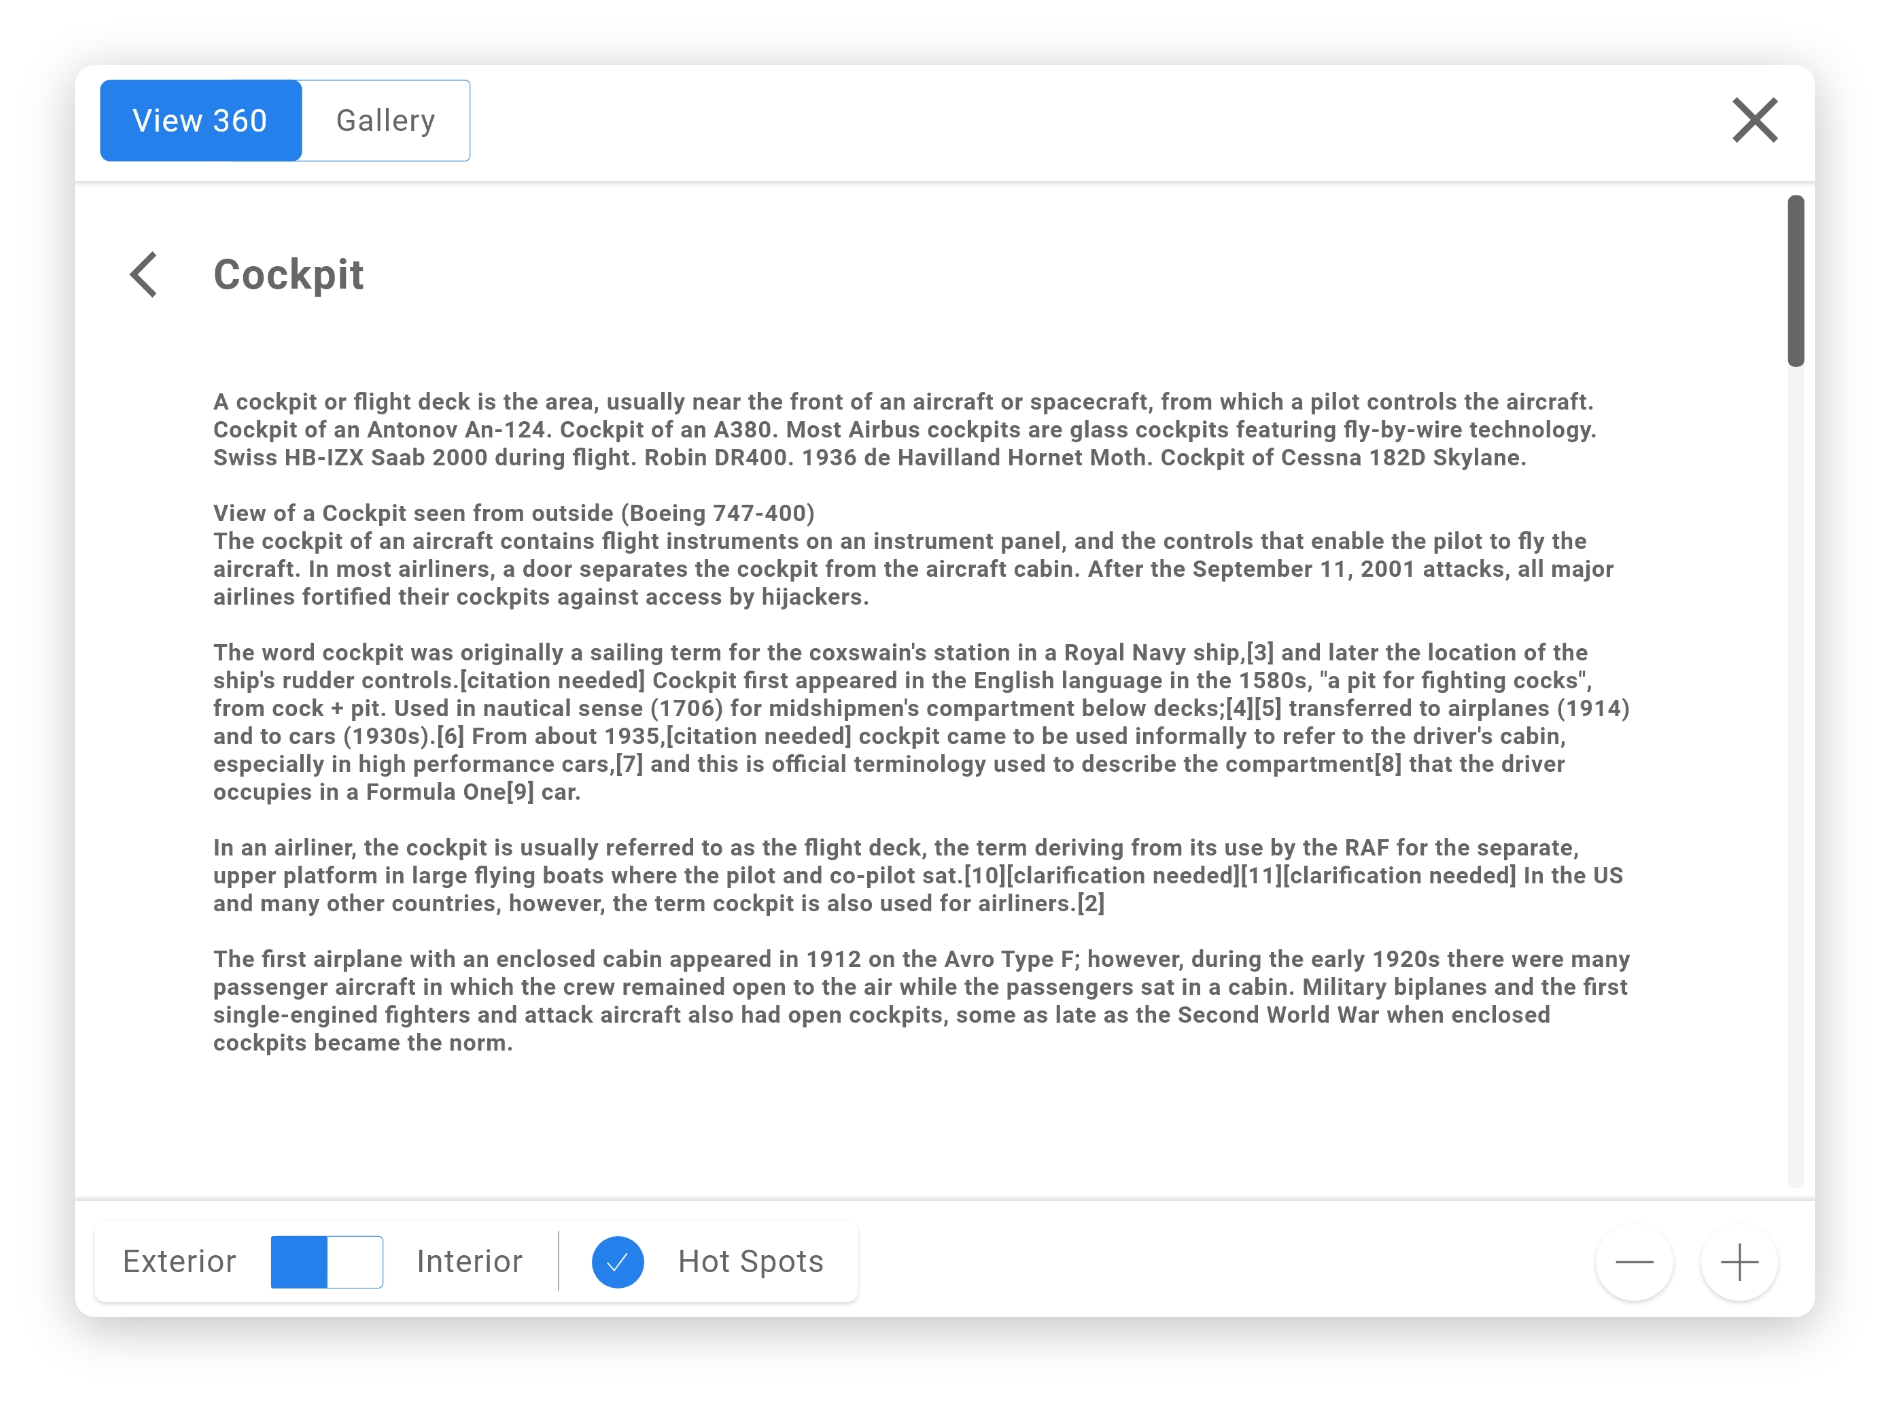 View 360
Gallery
Cockpit
A cockpit or flight deck is the area, usually near the front of an aircraft or spacecraft, from which a pilot controls the aircraft.
Cockpit of an Antonov An-124. Cockpit of an A380. Most Airbus cockpits are glass cockpits featuring fly-by-wire technology.
Swiss HB-IZX Saab 2000 during flight. Robin DR400. 1936 de Havilland Hornet Moth. Cockpit of Cessna 182D Skylane.
View of a Cockpit seen from outside (Boeing 747-400)
The cockpit of an aircraft contains flight instruments on an instrument panel, and the controls that enable the pilot to fly the
aircraft. In most airliners, a door separates the cockpit from the aircraft cabin. After the September 11, 2001 attacks, all major
airlines fortified their cockpits against access by hijackers.
The word cockpit was originally a sailing term for the coxswain's station in a Royal Navy ship,[3] and later the location of the
ship's rudder controls.[citation needed] Cockpit first appeared in the English language in the 1580s, "a pit for fighting cocks",
from cock + pit. Used in nautical sense (1706) for midshipmen's compartment below decks;[4][5] transferred to airplanes (1914)
and to cars (1930s).[6] From about 1935,[citation needed] cockpit came to be used informally to refer to the driver's cabin,
especially in high performance cars,[7] and this is official terminology used to describe the compartment[8] that the driver
occupies in a Formula One[9] car.
In an airliner, the cockpit is usually referred to as the flight deck, the term deriving from its use by the RAF for the separate,
upper platform in large flying boats where the pilot and co-pilot sat.[10][clarification needed][11][clarification needed] In the US
and many other countries, however, the term cockpit is also used for airliners.[2]
The first airplane with an enclosed cabin appeared in 1912 on the Avro Type F; however, during the early 1920s there were many
passenger aircraft in which the crew remained open to the air while the passengers sat in a cabin. Military biplanes and the first
single-engined fighters and attack aircraft also had open cockpits, some as late as the Second World War when enclosed
cockpits became the norm.
Exterior
Interior
Hot Spots